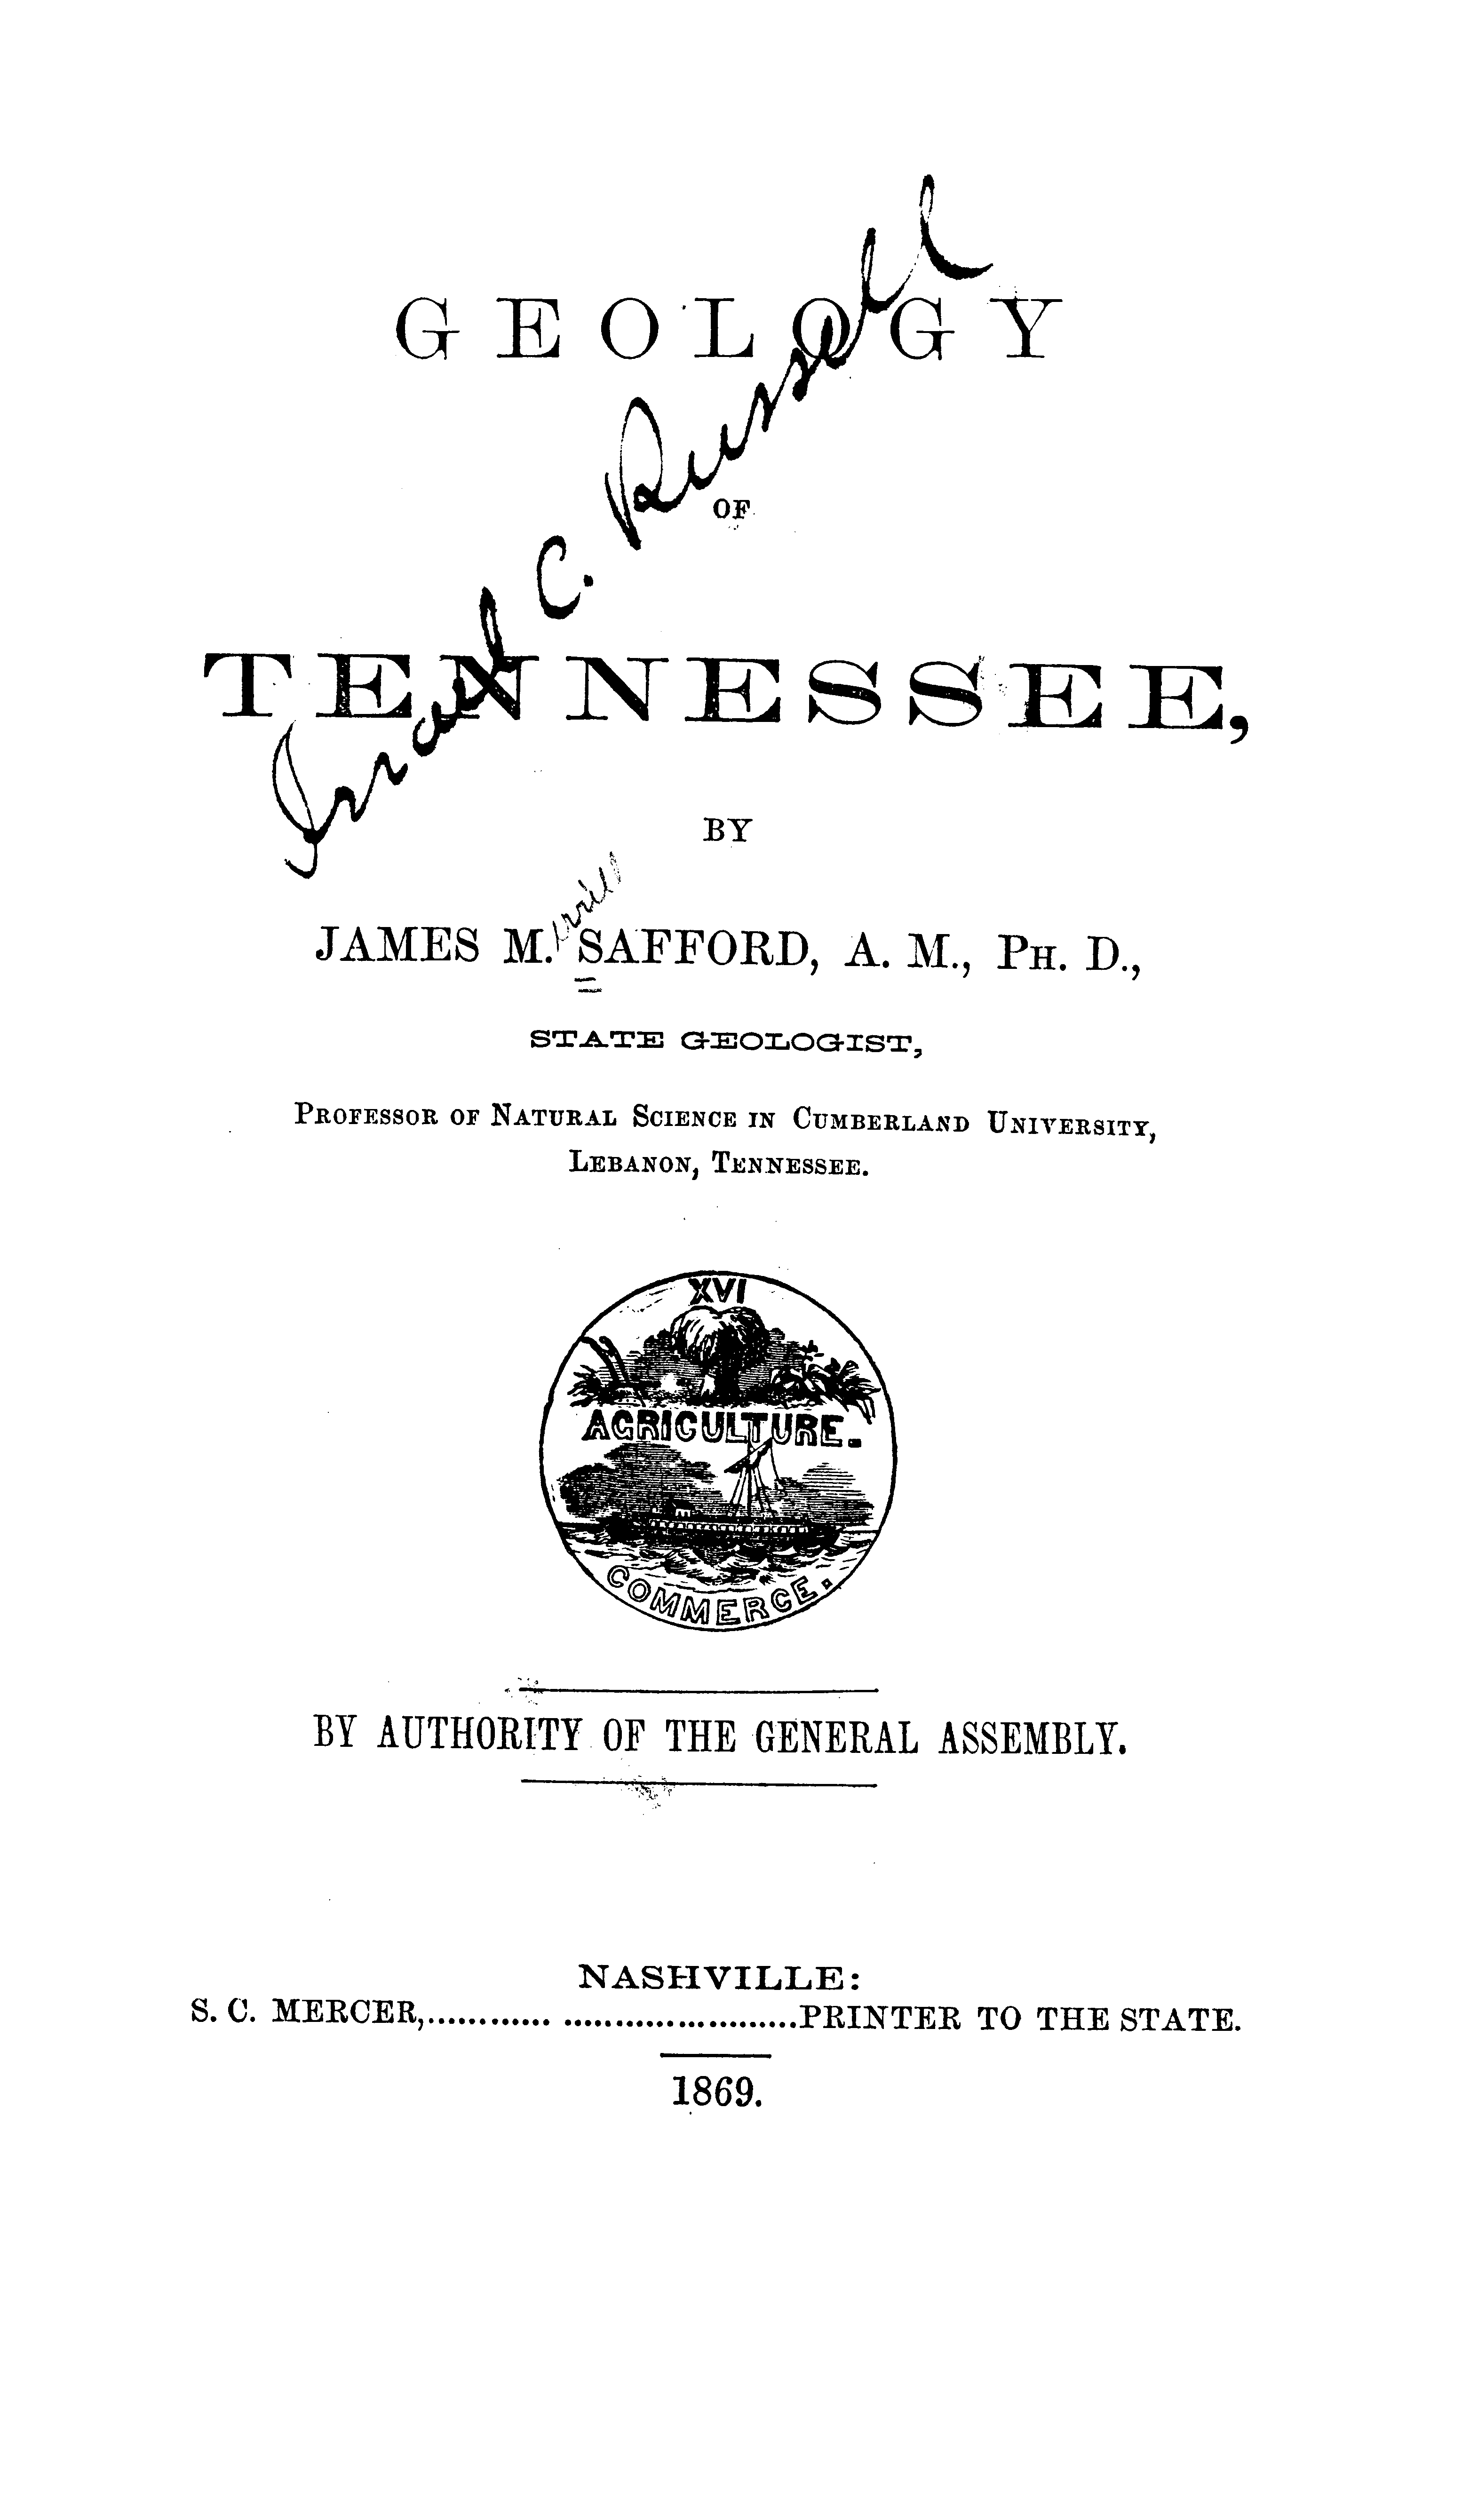 GEOLOGY
OF
TENNESSEE,
Israel C. Russell
BY
JAMES M. SAFFORD, A. M., PH. D.,
errill
STATE GEOLOGIST,
PROFESSOR OF NATURAL SCIENCE IN CUMBERLAND UNIVERSITY,
LEBANON, TENNESSEE.
XVI
AGRICULTURE.
COMMERCE.
BY AUTHORITY OF THE GENERAL ASSEMBLY.
NASHVILLE:
S. C. MERCER,............ .......................PRINTER TO THE STATE.
1869.